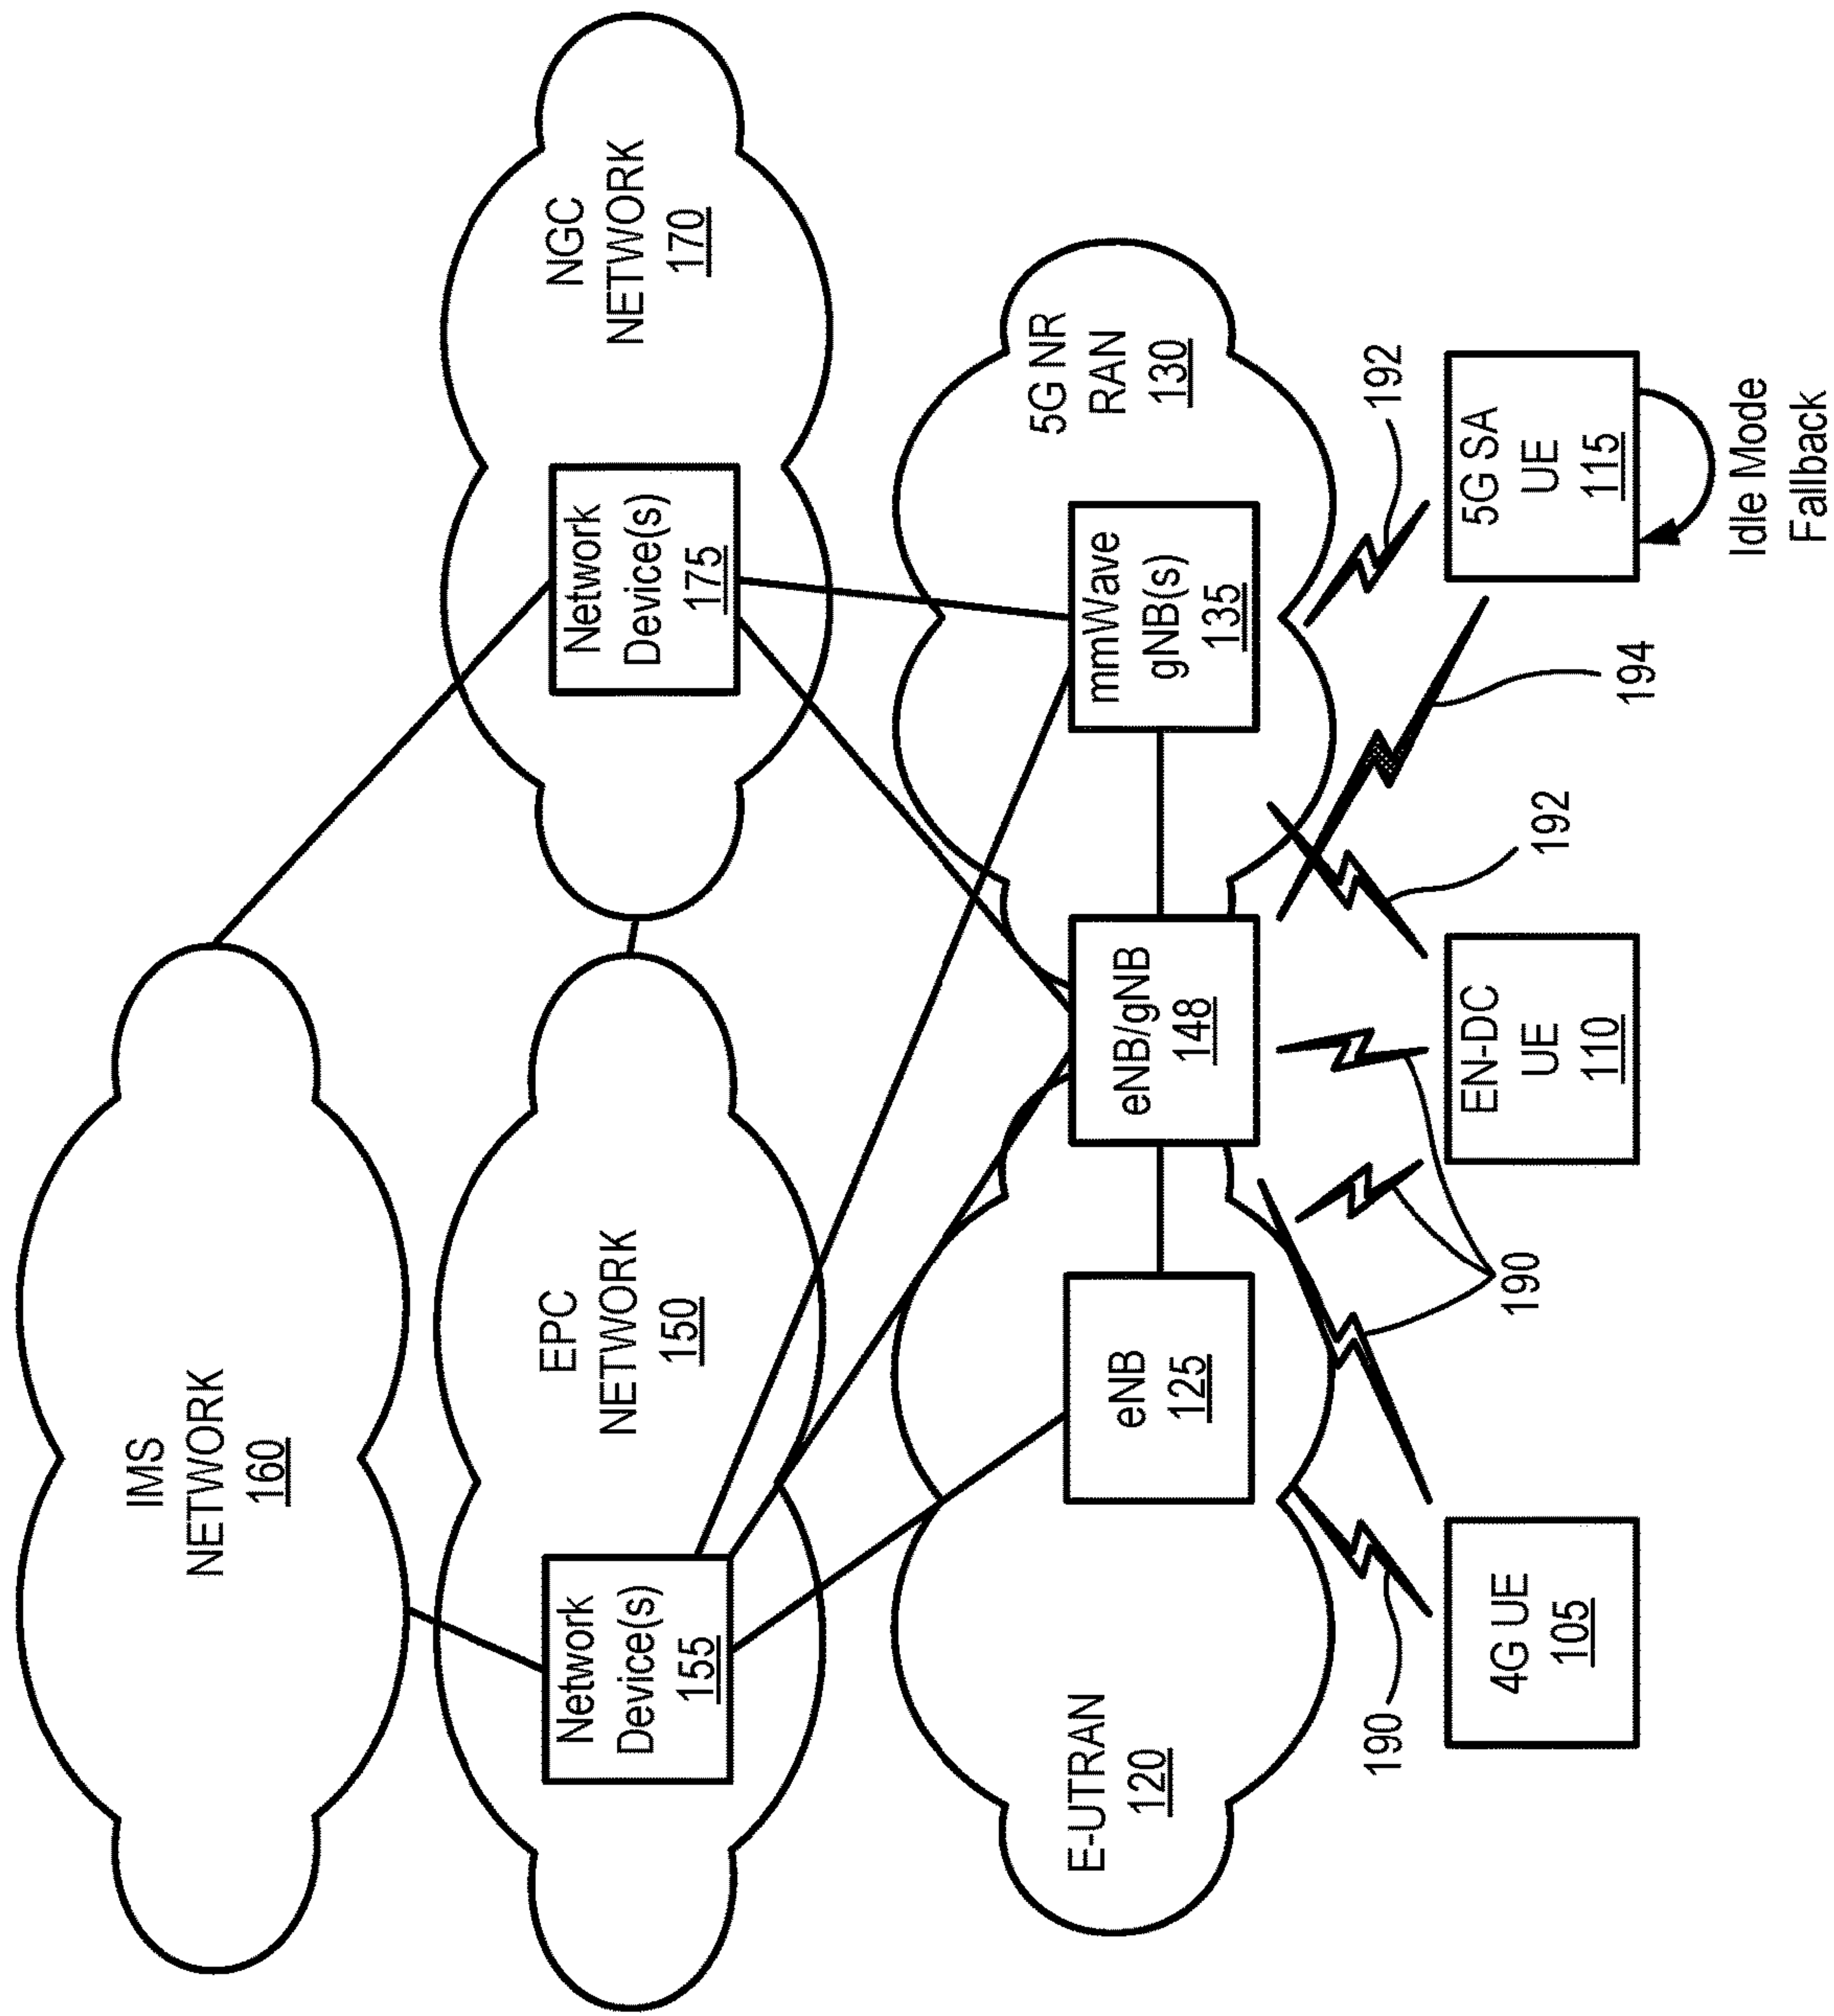 IMS
NETWORK
160
EPC
NETWORK
150
NGC
NETWORK
170
Network
Device(s)
155
Network
Device(s)
175
E-UTRAN
120
eNB
125
eNB/gNB
148
mmWave
gNB(s)
135
5G NR
RAN
130
190
190
192
194
192
4G UE
105
EN-DC
UE
110
5G SA
UE
115
Idle Mode
Fallback